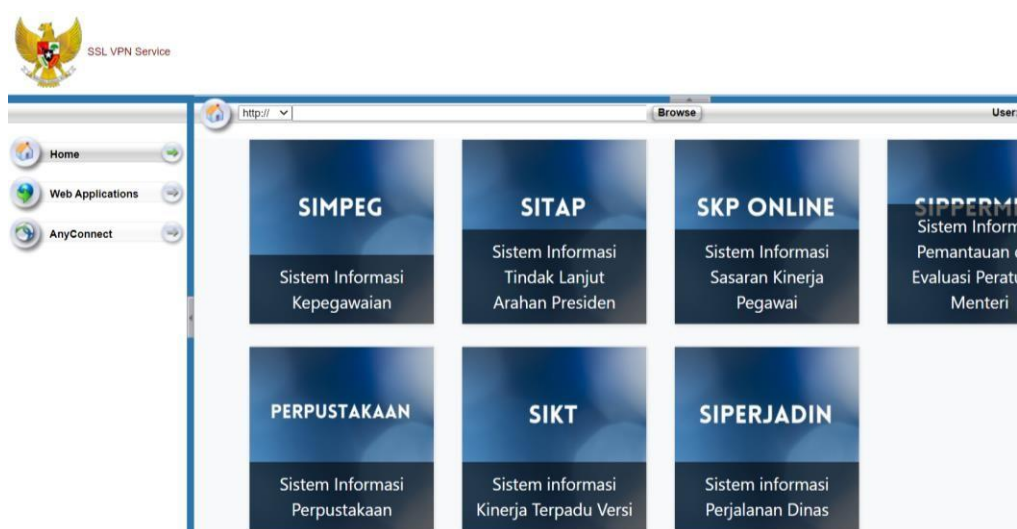 SSL VPN Service
http://
Browse
User:
Home
Web Applications
AnyConnect
SIMPEG
Sistem Informasi
Kepegawaian
SITAP
Sistem Informasi
Tindak Lanjut
Arahan Presiden
SKP ONLINE
Sistem Informasi
Sasaran Kinerja
Pegawai
Sistem
Pemantauan
Evaluasi
Menteri
PERPUSTAKAAN
Sistem Informasi
Perpustakaan
SIKT
Sistem informasi
Kinerja Terpadu Versi
SIPERJADIN
Sistem informasi
Perjalanan Dinas